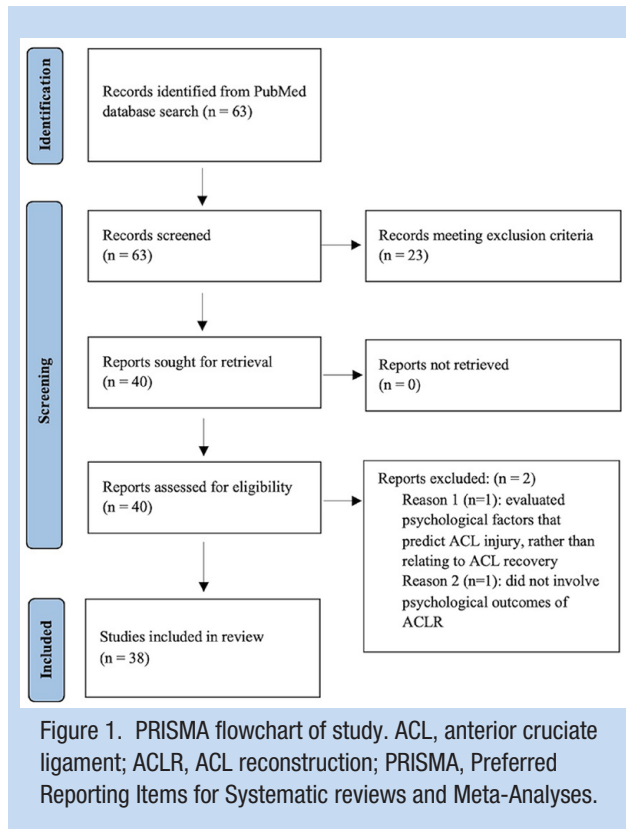 Identification
Records identified from PubMed
database search (n = 63)
Screening
Records screened
(n = 63)
Records meeting exclusion criteria
(n = 23)
Reports sought for retrieval
(n = 40)
Reports not retrieved
(n = 0)
Reports assessed for eligibility
(n = 40)
Reports excluded: (n = 2)
Reason 1 (n=1): evaluated
psychological factors that
predict ACL injury, rather than
relating to ACL recovery
Reason 2 (n=1): did not involve
psychological outcomes of
ACLR
Included
Studies included in review
(n = 38)
Figure 1. PRISMA flowchart of study. ACL, anterior cruciate
ligament; ACLR, ACL reconstruction; PRISMA, Preferred
Reporting Items for Systematic reviews and Meta-Analyses.